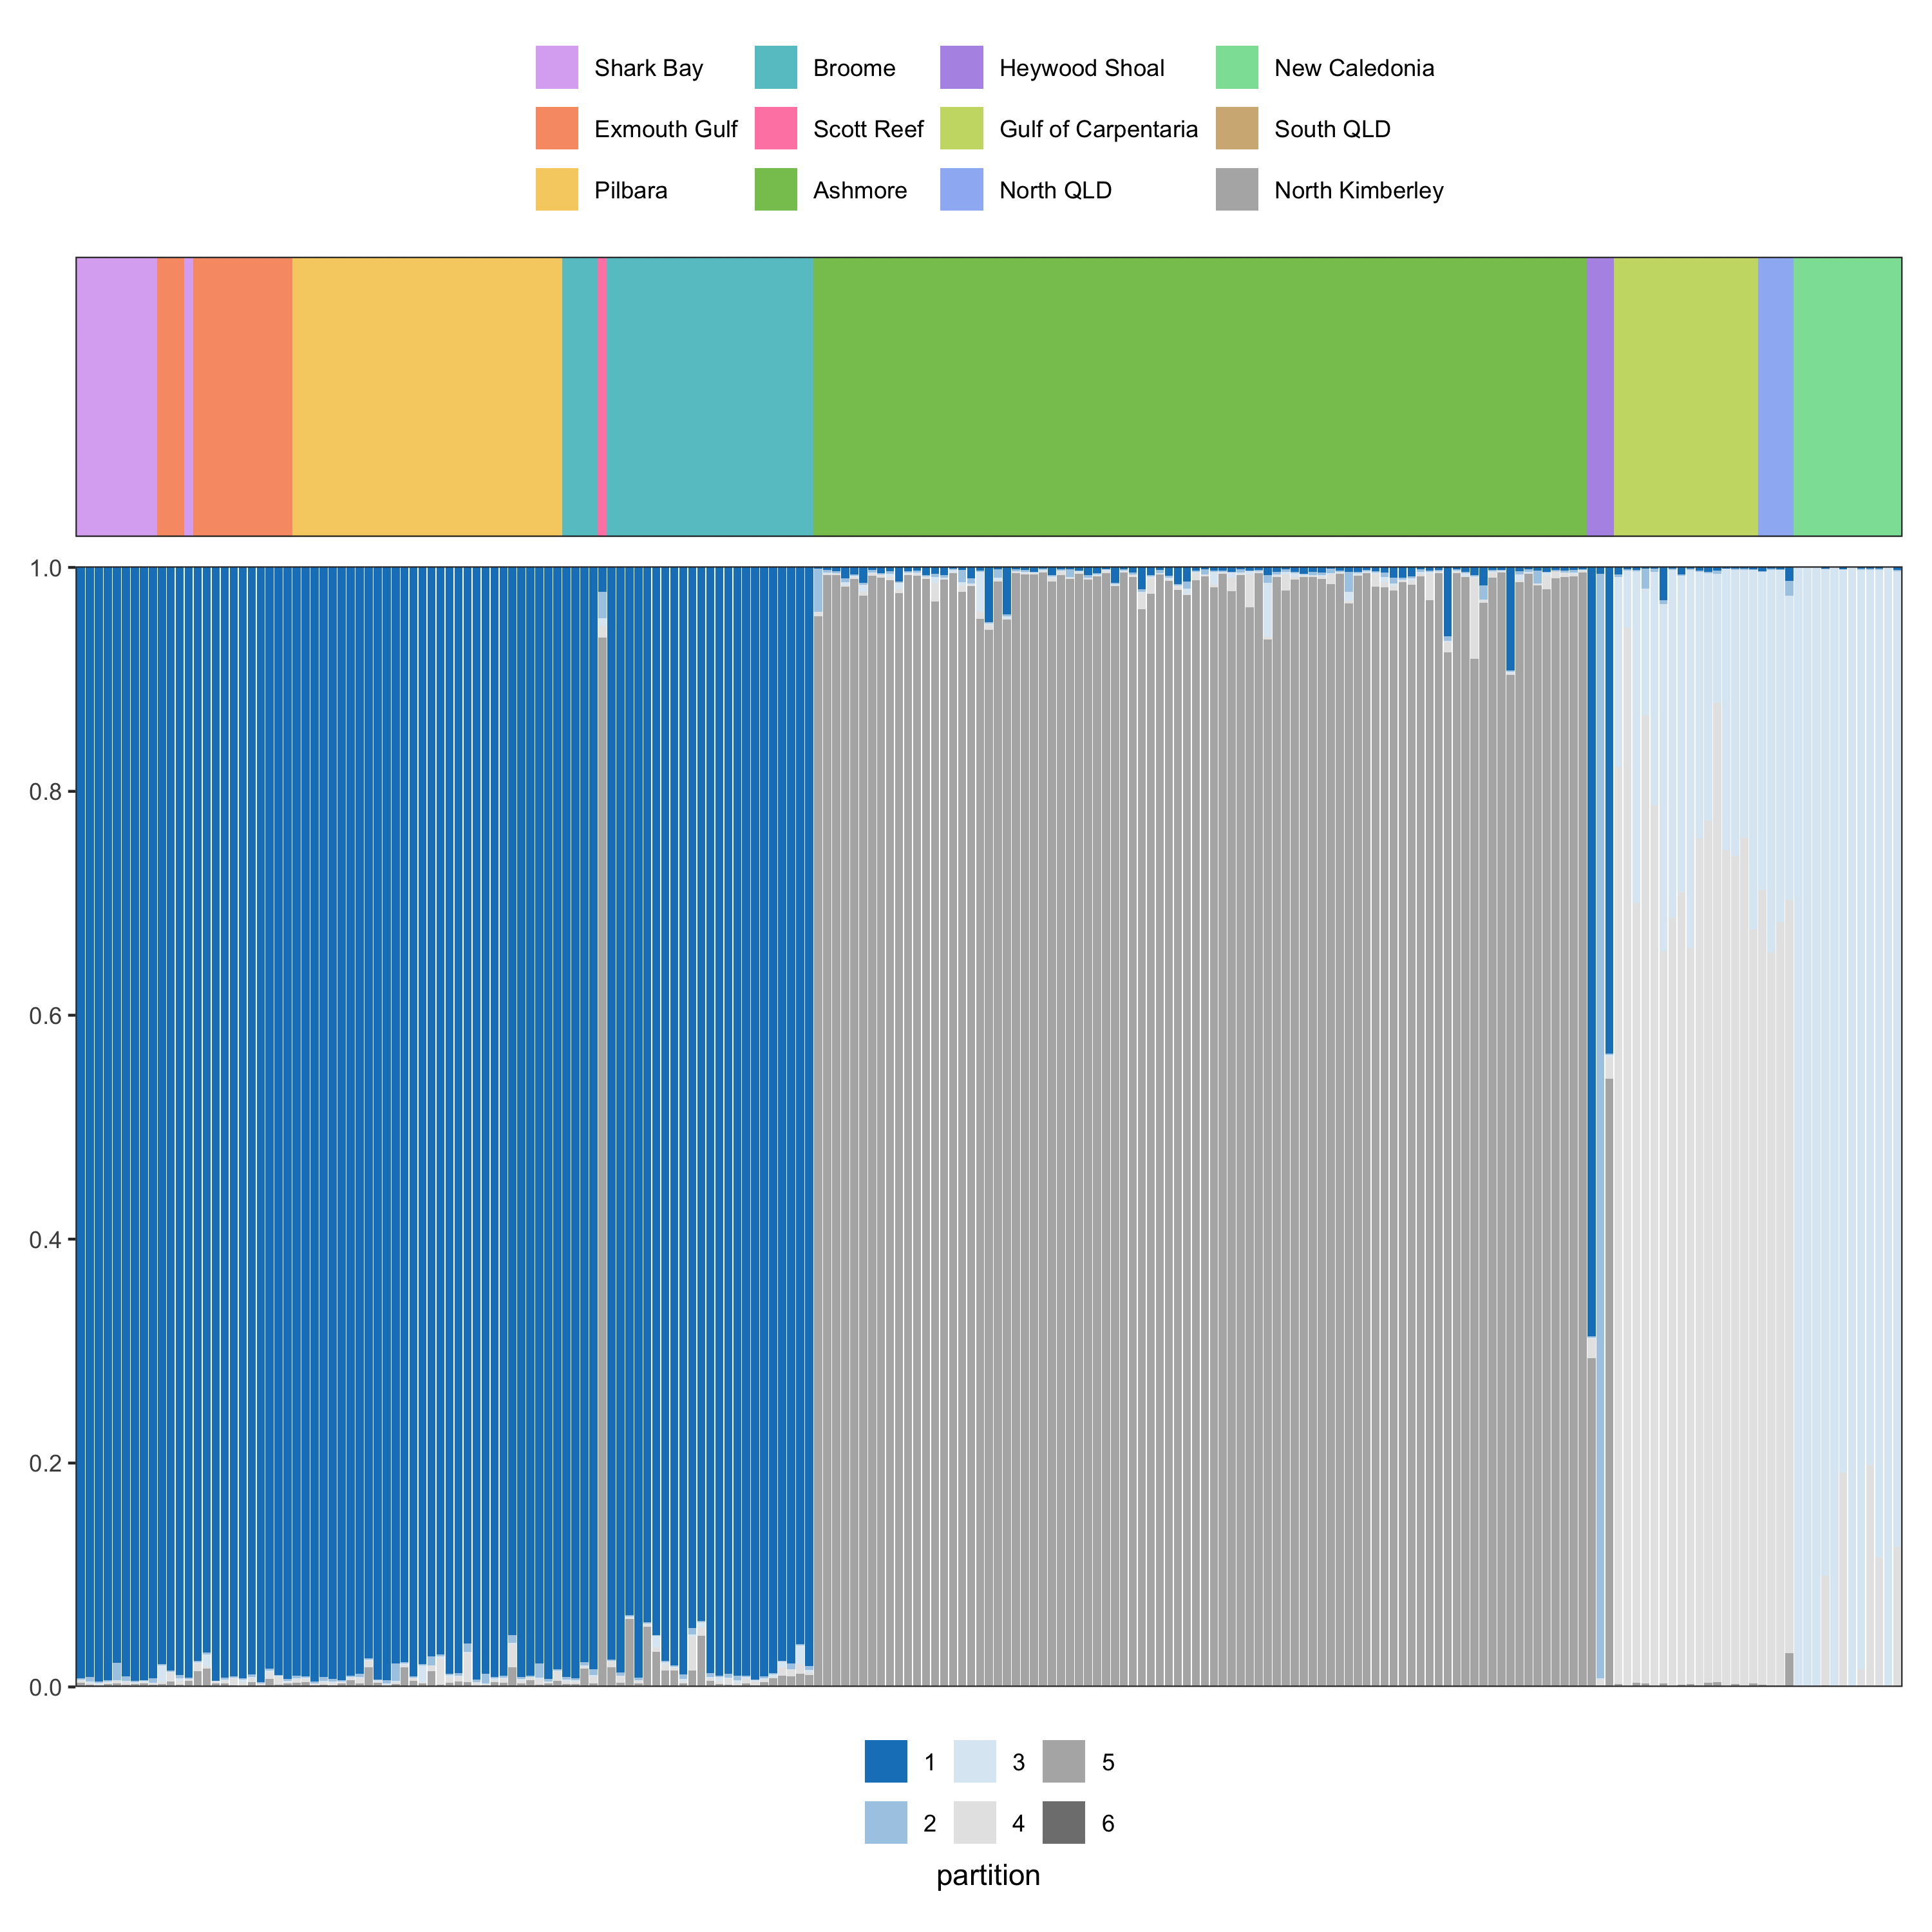 Shark Bay Broome Heywood Shoal New Caledonia
Exmouth Gulf Scott Reef Gulf of Carpentaria South QLD
Pilbara Ashmore North QLD North Kimberley
1.0
0.8
0.6
0.4
0.2
0.0
1 3 5
2 4 6
partition